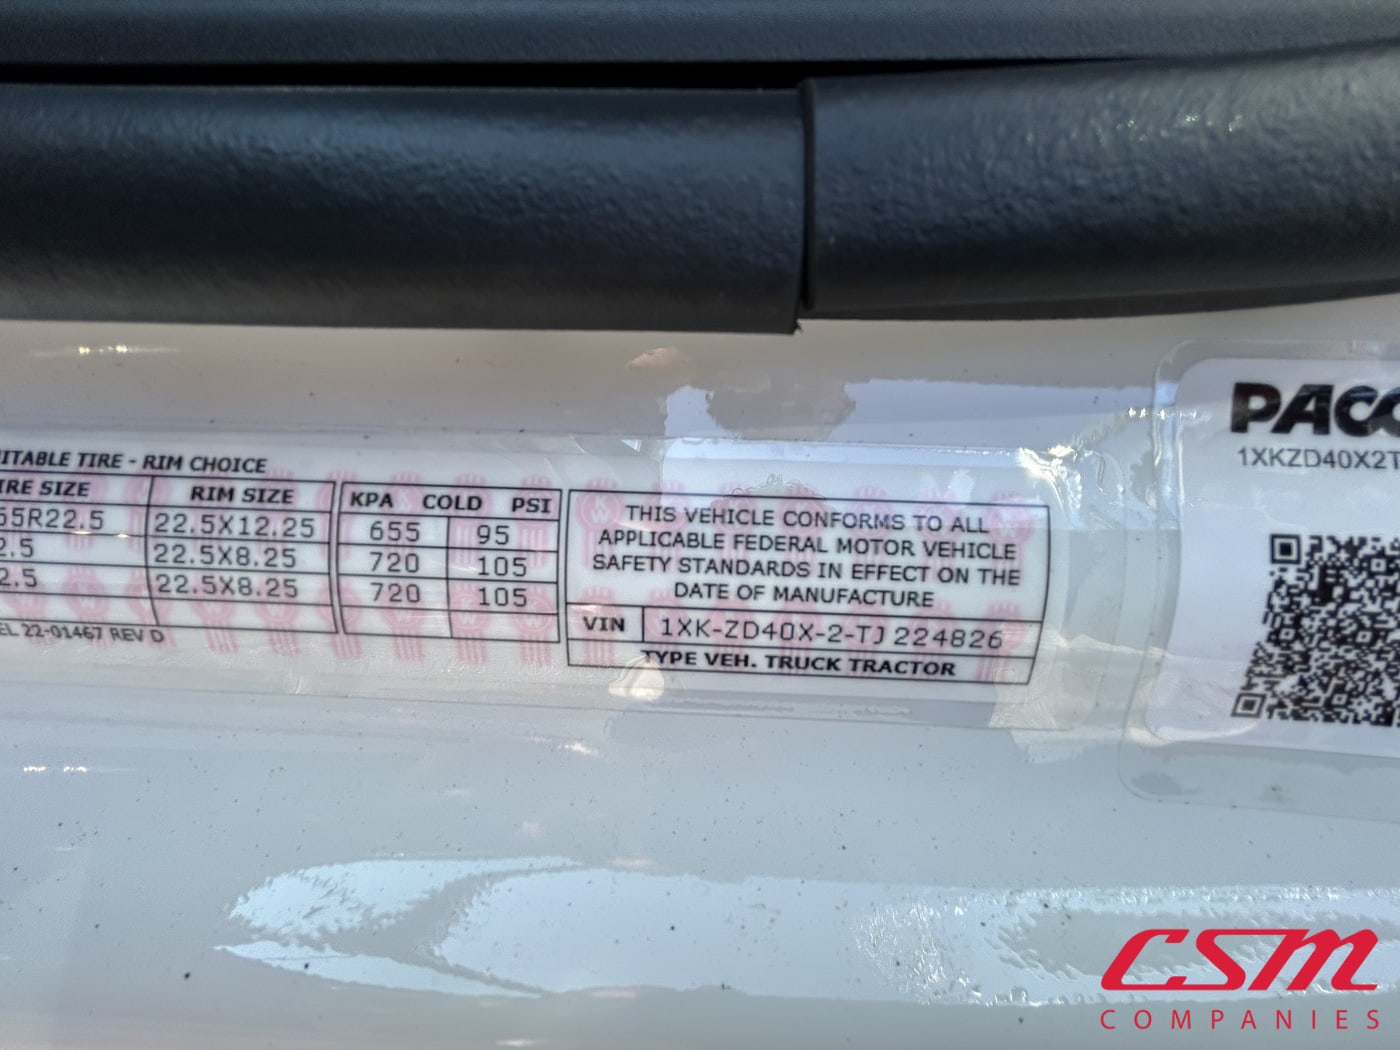 ITABLE TIRE - RIM CHOICE
IRE SIZE RIM SIZE KPA COLD PSI
55R22.5 22.5X12.25 655 95
2.5 22.5X8.25 720 105
2.5 22.5X8.25 720 105
EL 22-01467 REV D
THIS VEHICLE CONFORMS TO ALL
APPLICABLE FEDERAL MOTOR VEHICLE
SAFETY STANDARDS IN EFFECT ON THE
DATE OF MANUFACTURE
VIN 1XK-ZD40X-2-TJ224826
TYPE VEH. TRUCK TRACTOR
PACC
1XKZD40X2T
CSM
COMPANIES